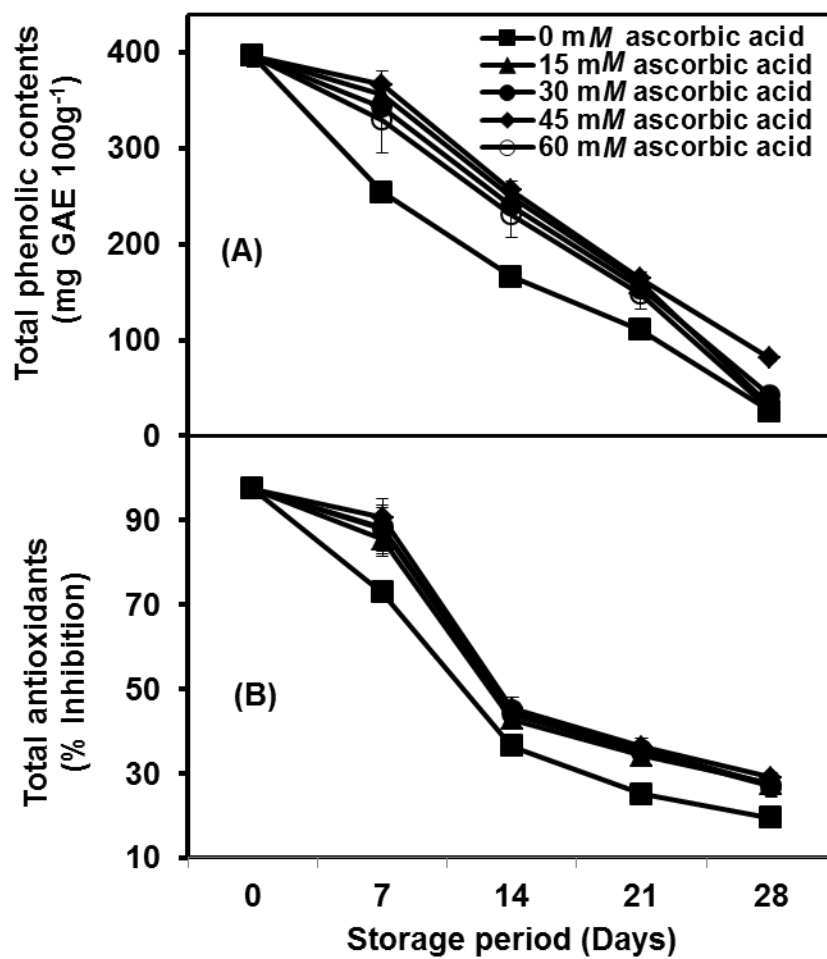 Total phenolic contents
(mg GAE 100g⁻¹)
400
300
200
100
0
0 mM ascorbic acid
15 mM ascorbic acid
30 mM ascorbic acid
45 mM ascorbic acid
60 mM ascorbic acid
(A)
Total antioxidants
(% Inhibition)
90
70
50
30
10
(B)
0 7 14 21 28
Storage period (Days)